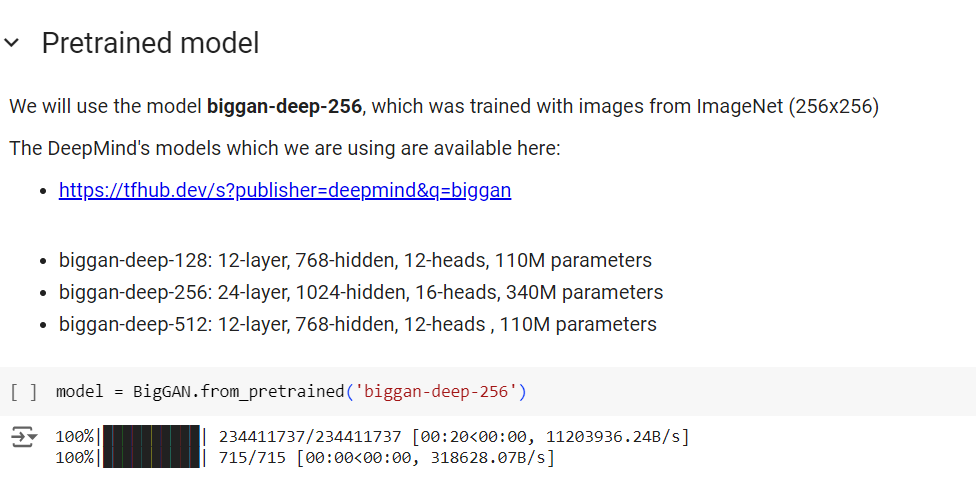 Pretrained model
We will use the model biggan-deep-256, which was trained with images from ImageNet (256x256)
The DeepMind's models which we are using are available here:
• https://tfhub.dev/s?publisher=deepmind&q=biggan
• biggan-deep-128: 12-layer, 768-hidden, 12-heads, 110M parameters
• biggan-deep-256: 24-layer, 1024-hidden, 16-heads, 340M parameters
• biggan-deep-512: 12-layer, 768-hidden, 12-heads , 110M parameters
[ ] model = BigGAN.from_pretrained('biggan-deep-256')
100%|██████████| 234411737/234411737 [00:20<00:00, 11203936.24B/s]
100%|██████████| 715/715 [00:00<00:00, 318628.07B/s]